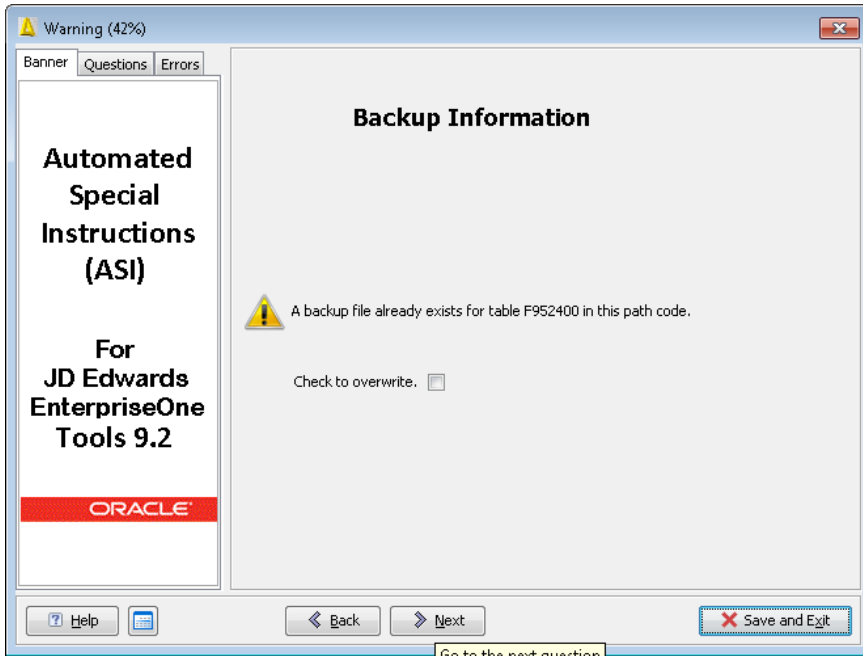 Warning (42%)
Banner Questions Errors
Automated
Special
Instructions
(ASI)
For
JD Edwards
EnterpriseOne
Tools 9.2
ORACLE
Backup Information
A backup file already exists for table F952400 in this path code.
Check to overwrite.
Help
Back
Next
Save and Exit
Go to the next question